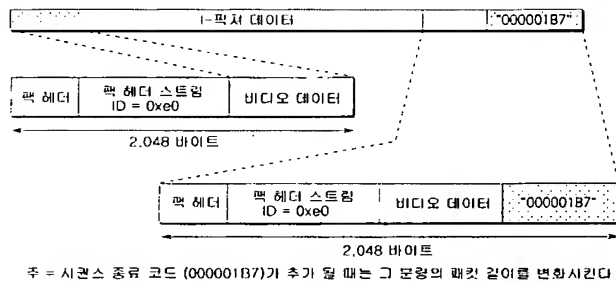 I-픽쳐 데이터 "000001B7"
팩 헤더 팩 헤더 스트림 ID = 0xe0 비디오 데이터
2,048 바이트
팩 헤더 팩 헤더 스트림 ID = 0xe0 비디오 데이터 "000001B7"
2,048 바이트
주 = 시퀀스 종류 코드 (000001B7)가 추가 될 때는 그 분량의 패킷 길이를 변화시킨다